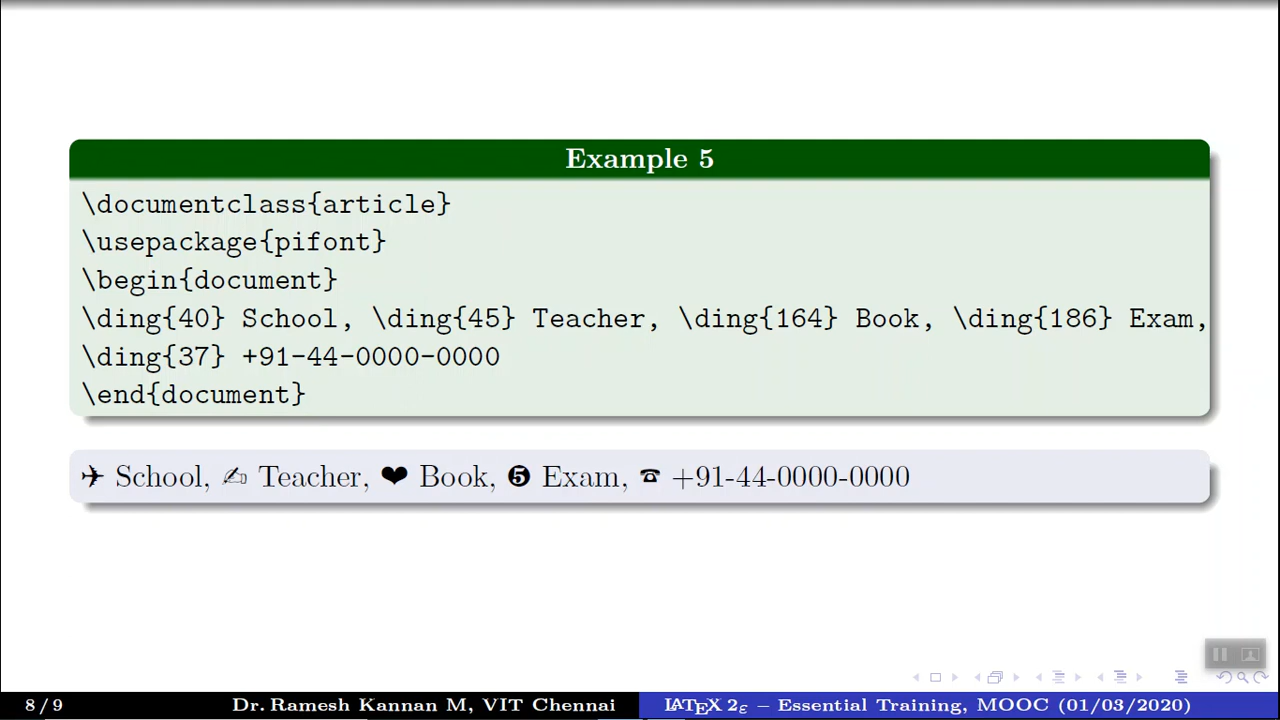 Example 5
\documentclass{article}
\usepackage{pifont}
\begin{document}
\ding{40} School, \ding{45} Teacher, \ding{164} Book, \ding{186} Exam,
\ding{37} +91-44-0000-0000
\end{document}
✈ School, ✍ Teacher, ❤ Book, ❺ Exam, ☎ +91-44-0000-0000
8 / 9 Dr. Ramesh Kannan M, VIT Chennai LATEX 2ε – Essential Training, MOOC (01/03/2020)